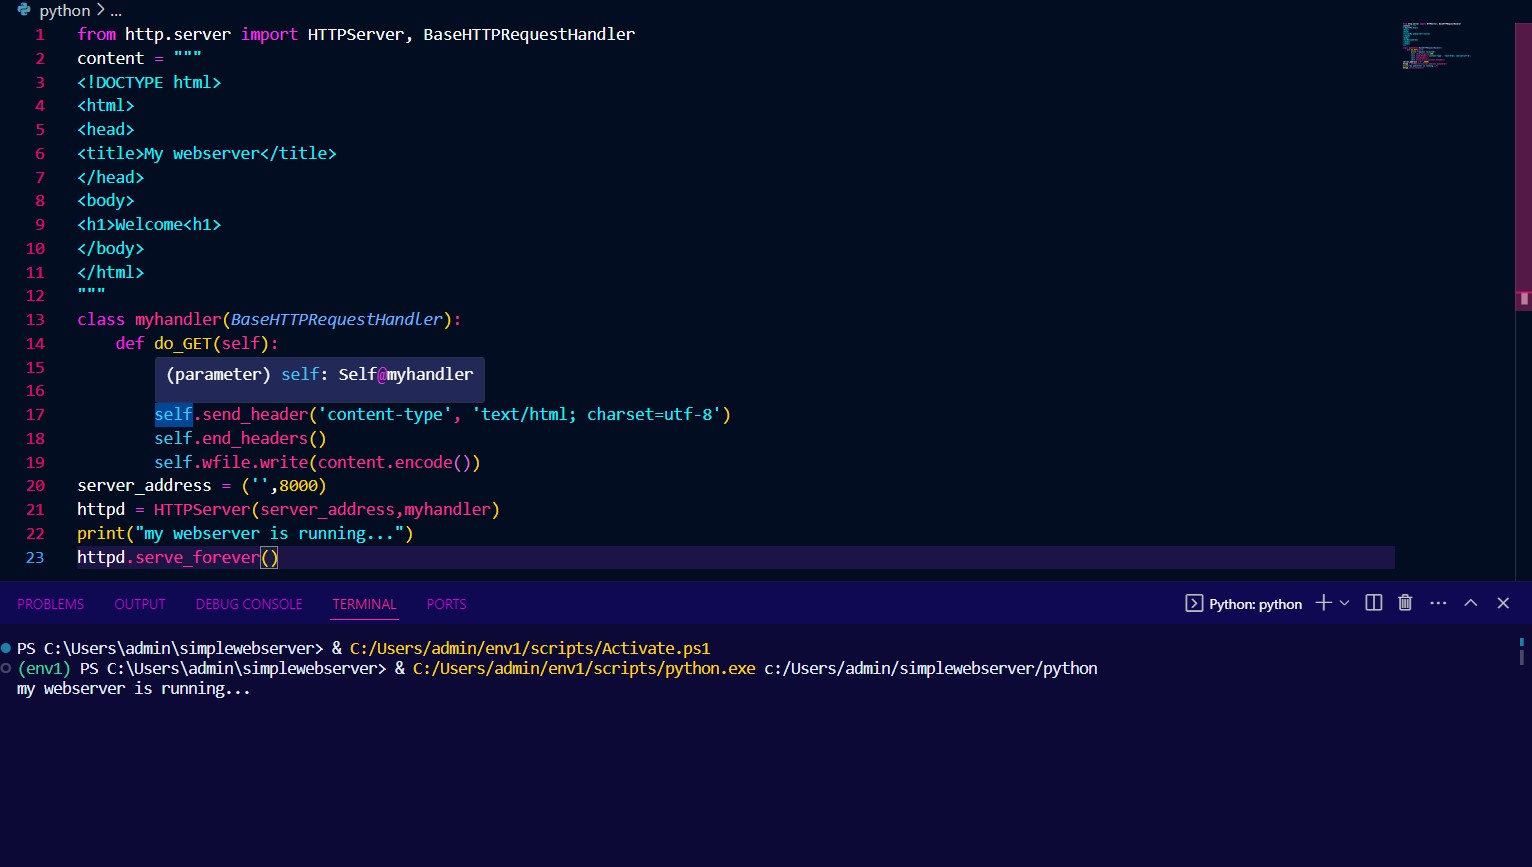 python > ...
1 from http.server import HTTPServer, BaseHTTPRequestHandler
2 content = """
3 <!DOCTYPE html>
4 <html>
5 <head>
6 <title>My webserver</title>
7 </head>
8 <body>
9 <h1>Welcome<h1>
10 </body>
11 </html>
12 """
13 class myhandler(BaseHTTPRequestHandler):
14 def do_GET(self):
15
(parameter) self: Self@myhandler
16
17 self.send_header('content-type', 'text/html; charset=utf-8')
18 self.end_headers()
19 self.wfile.write(content.encode())
20 server_address = ('',8000)
21 httpd = HTTPServer(server_address,myhandler)
22 print("my webserver is running...")
23 httpd.serve_forever()
PROBLEMS OUTPUT DEBUG CONSOLE TERMINAL PORTS Python: python
PS C:\Users\admin\simplewebserver> & C:/Users/admin/env1/scripts/Activate.ps1
(env1) PS C:\Users\admin\simplewebserver> & C:/Users/admin/env1/scripts/python.exe c:/Users/admin/simplewebserver/python
my webserver is running...